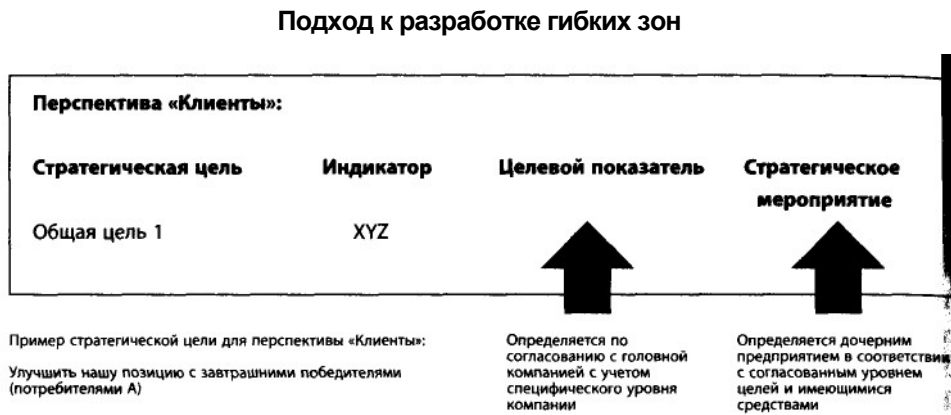 Подход к разработке гибких зон
Перспектива «Клиенты»:
Стратегическая цель Индикатор Целевой показатель Стратегическое
мероприятие
Общая цель 1 XYZ
Пример стратегической цели для перспективы «Клиенты»:
Улучшить нашу позицию с завтрашними победителями
(потребителями А)
Определяется по
согласованию с головной
компанией с учетом
специфического уровня
компании
Определяется дочерним
предприятием в соответствии
с согласованным уровнем
целей и имеющимися
средствами